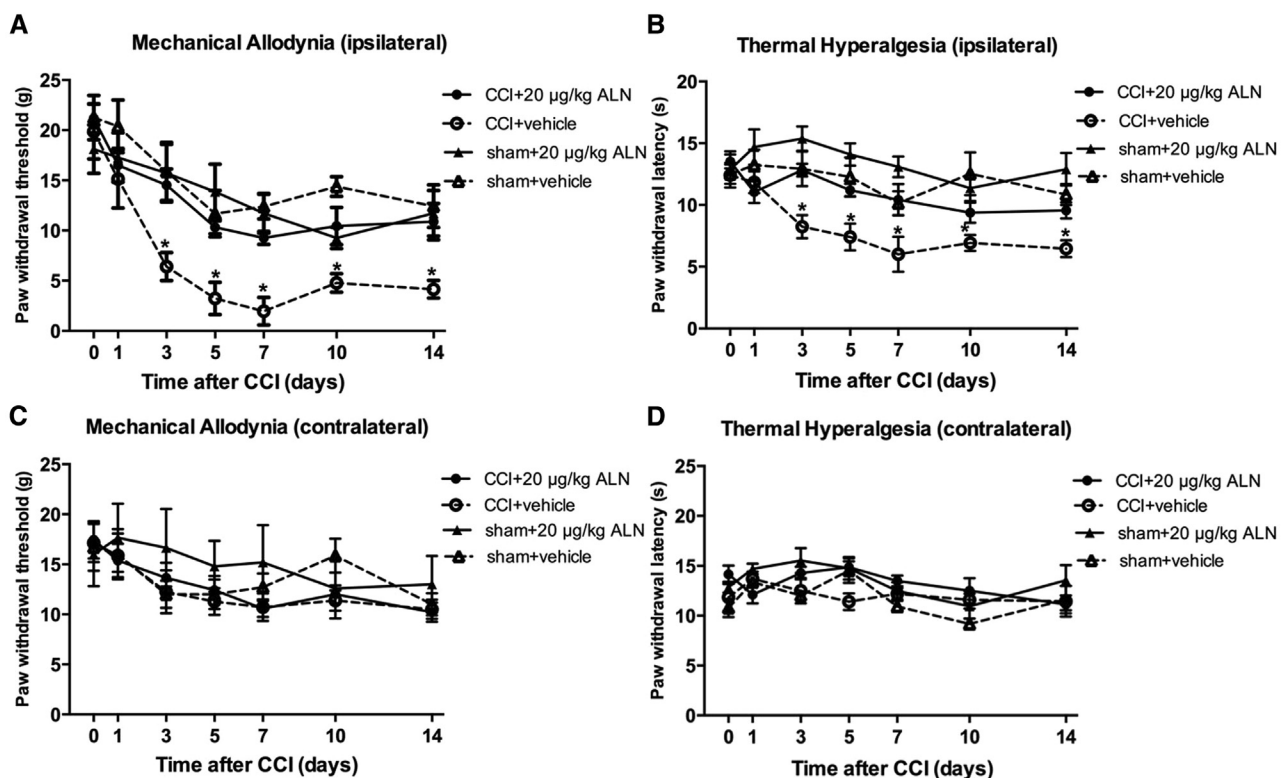 A
Mechanical Allodynia (ipsilateral)
Paw withdrawal threshold (g)
25
20
15
10
5
0
*
*
*
*
*
0 1 3 5 7 10 14
Time after CCI (days)
CCI+20 µg/kg ALN
CCI+vehicle
sham+20 µg/kg ALN
sham+vehicle
B
Thermal Hyperalgesia (ipsilateral)
Paw withdrawal latency (s)
20
15
10
5
0
*
*
*
*
*
0 1 3 5 7 10 14
Time after CCI (days)
CCI+20 µg/kg ALN
CCI+vehicle
sham+20 µg/kg ALN
sham+vehicle
C
Mechanical Allodynia (contralateral)
Paw withdrawal threshold (g)
25
20
15
10
5
0
0 1 3 5 7 10 14
Time after CCI (days)
CCI+20 µg/kg ALN
CCI+vehicle
sham+20 µg/kg ALN
sham+vehicle
D
Thermal Hyperalgesia (contralateral)
Paw withdrawal latency (s)
25
20
15
10
5
0
0 1 3 5 7 10 14
Time after CCI (days)
CCI+20 µg/kg ALN
CCI+vehicle
sham+20 µg/kg ALN
sham+vehicle